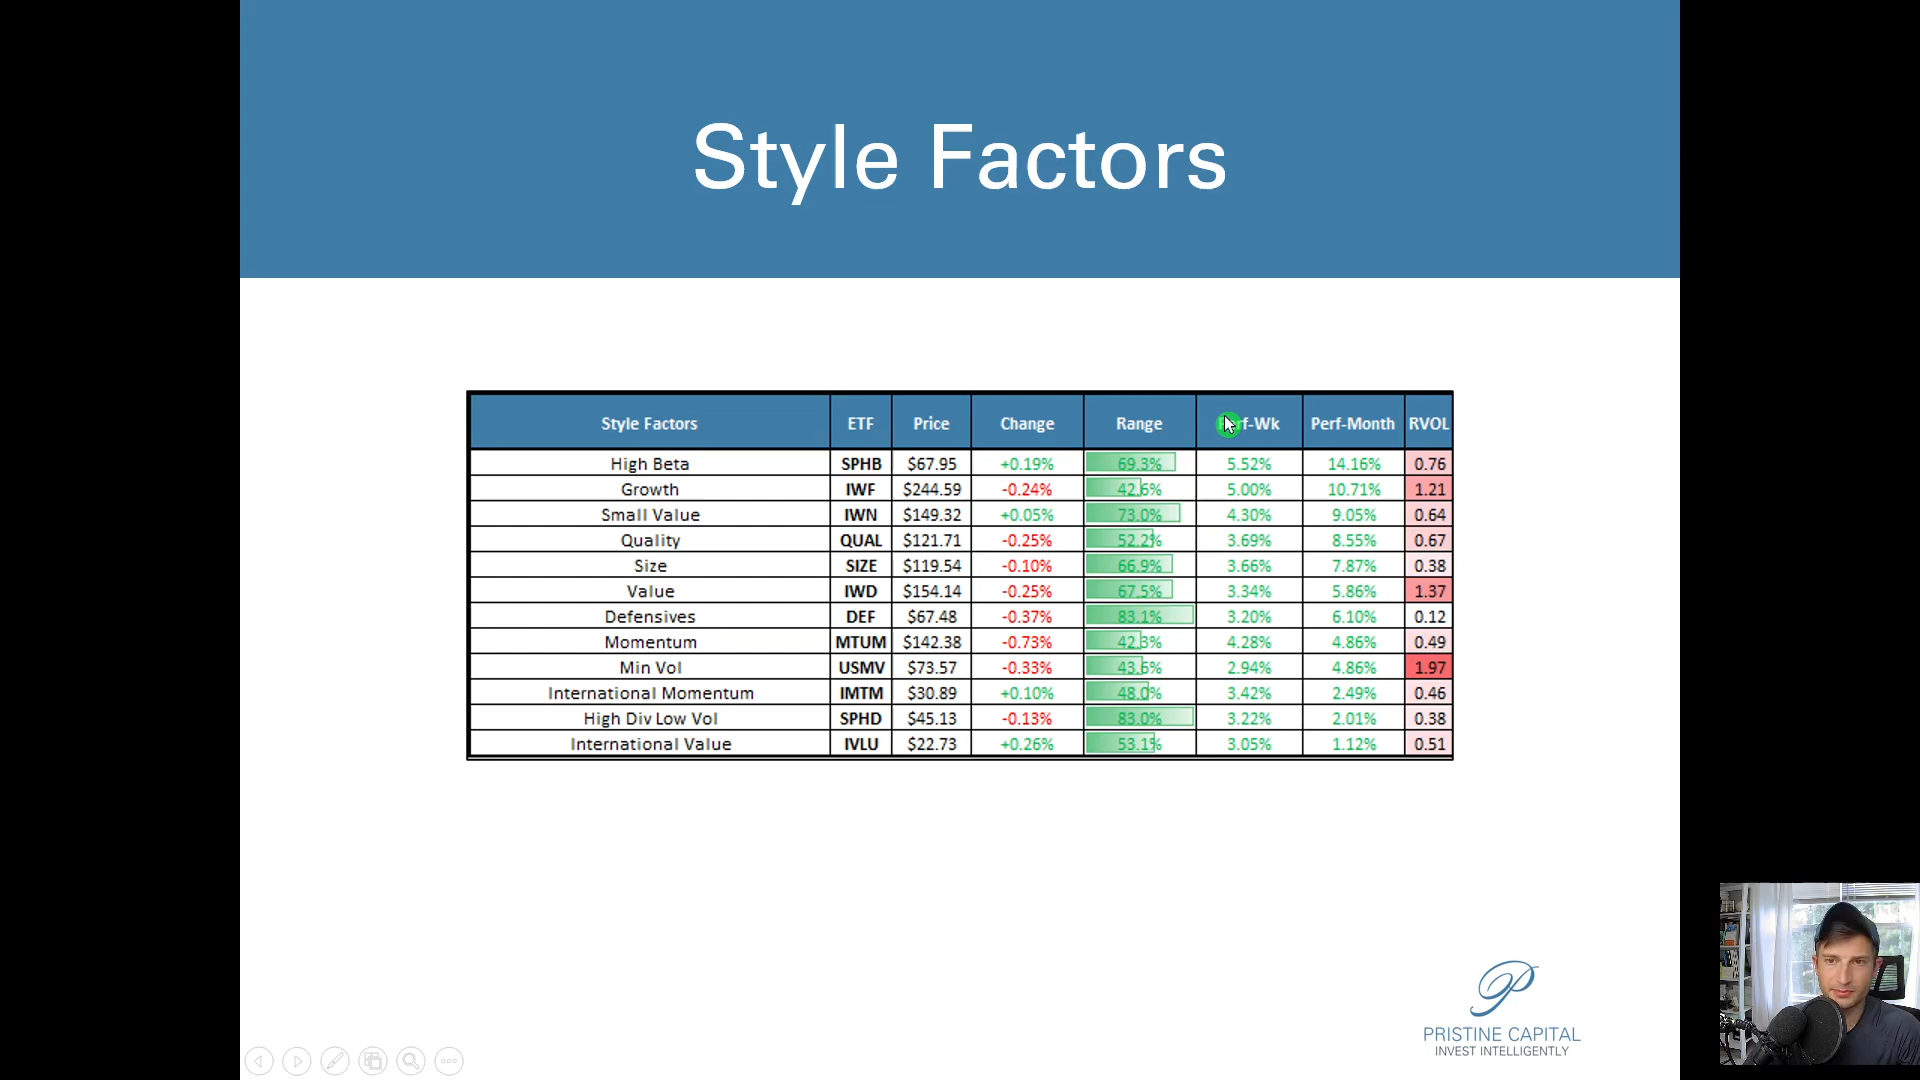 Style Factors
Style Factors ETF Price Change Range Perf-Wk Perf-Month RVOL
High Beta SPHB $67.95 +0.19% 69.3% 5.52% 14.16% 0.76
Growth IWF $244.59 -0.24% 42.6% 5.00% 10.71% 1.21
Small Value IWN $149.32 +0.05% 73.0% 4.30% 9.05% 0.64
Quality QUAL $121.71 -0.25% 52.2% 3.69% 8.55% 0.67
Size SIZE $119.54 -0.10% 66.9% 3.66% 7.87% 0.38
Value IWD $154.14 -0.25% 67.5% 3.34% 5.86% 1.37
Defensives DEF $67.48 -0.37% 83.1% 3.20% 6.10% 0.12
Momentum MTUM $142.38 -0.73% 42.3% 4.28% 4.86% 0.49
Min Vol USMV $73.57 -0.33% 43.6% 2.94% 4.86% 1.97
International Momentum IMTM $30.89 +0.10% 48.0% 3.42% 2.49% 0.46
High Div Low Vol SPHD $45.13 -0.13% 83.0% 3.22% 2.01% 0.38
International Value IVLU $22.73 +0.26% 53.1% 3.05% 1.12% 0.51
PRISTINE CAPITAL
INVEST INTELLIGENTLY